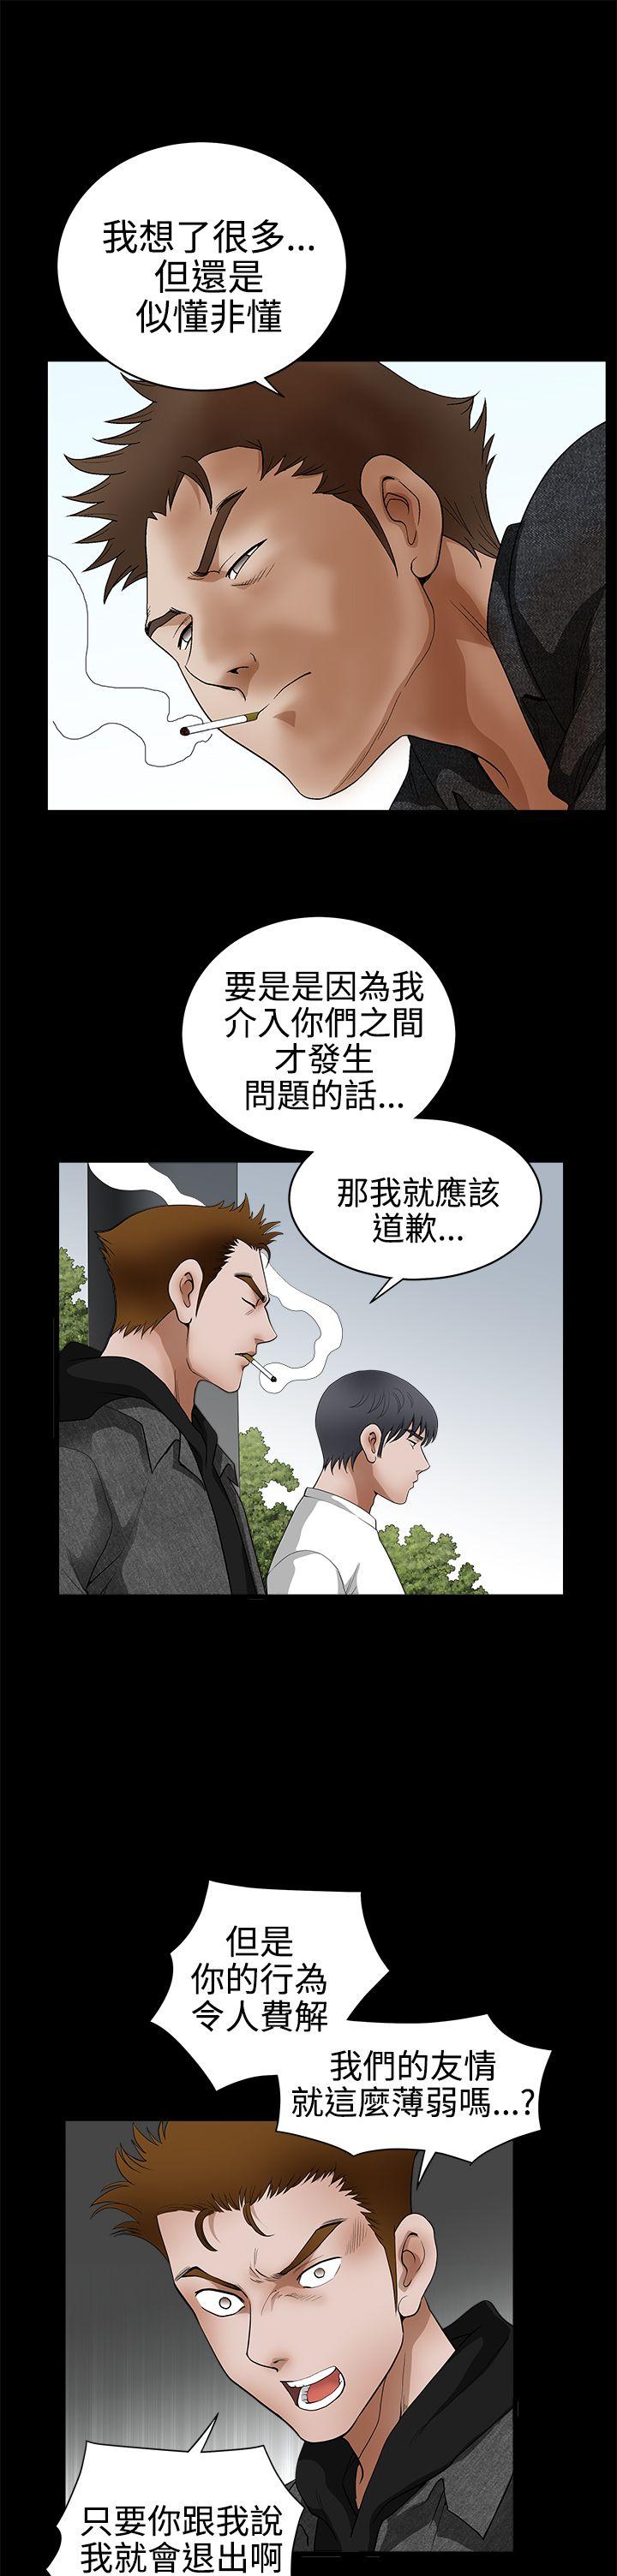 我想了很多...
但還是
似懂非懂
要是是因為我
介入你們之間
才發生
問題的話...
那我就應該
道歉...
但是
你的行為
令人費解
我們的友情
就這麼薄弱嗎...?
只要你跟我說
我就會退出啊